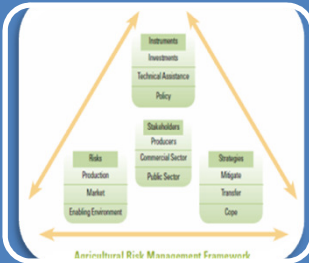 Instruments
Investments
Technical Assistance
Policy
Stakeholders
Producers
Commercial Sector
Public Sector
Risks
Production
Market
Enabling Environment
Strategies
Mitigate
Transfer
Cope
Agricultural Risk Management Framework